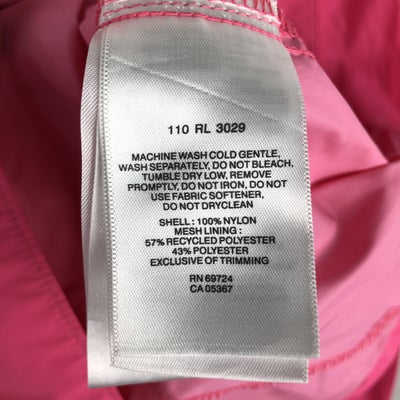 110 RL 3029
MACHINE WASH COLD GENTLE,
WASH SEPARATELY, DO NOT BLEACH.
TUMBLE DRY LOW, REMOVE
PROMPTLY, DO NOT IRON, DO NOT
USE FABRIC SOFTENER,
DO NOT DRYCLEAN
SHELL : 100% NYLON
MESH LINING :
57% RECYCLED POLYESTER
43% POLYESTER
EXCLUSIVE OF TRIMMING
RN 69724
CA 05367